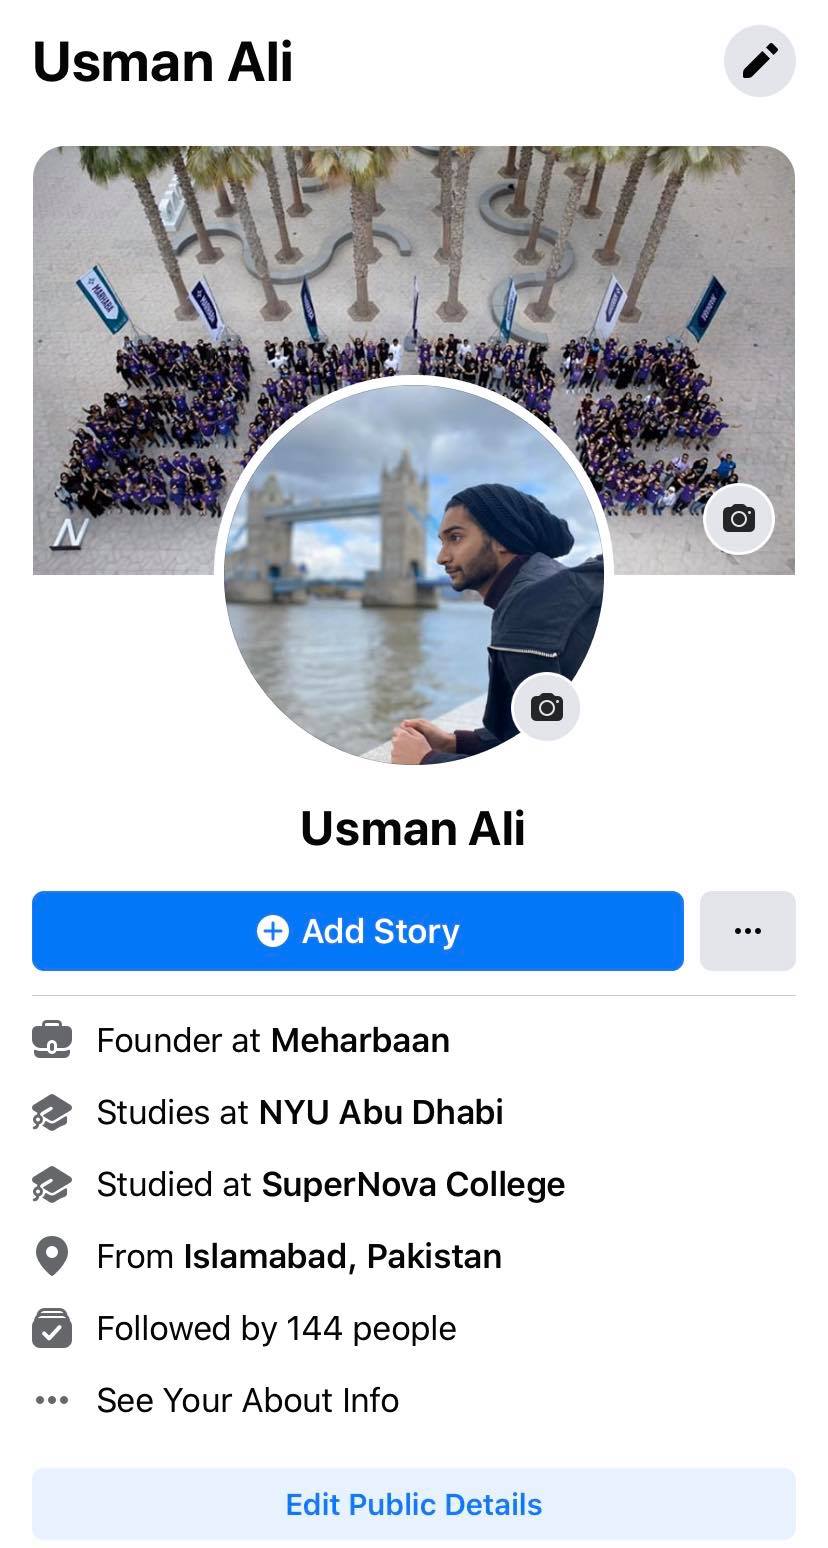 Usman Ali
MARHABA
N
Usman Ali
Add Story
Founder at Meharbaan
Studies at NYU Abu Dhabi
Studied at SuperNova College
From Islamabad, Pakistan
Followed by 144 people
See Your About Info
Edit Public Details